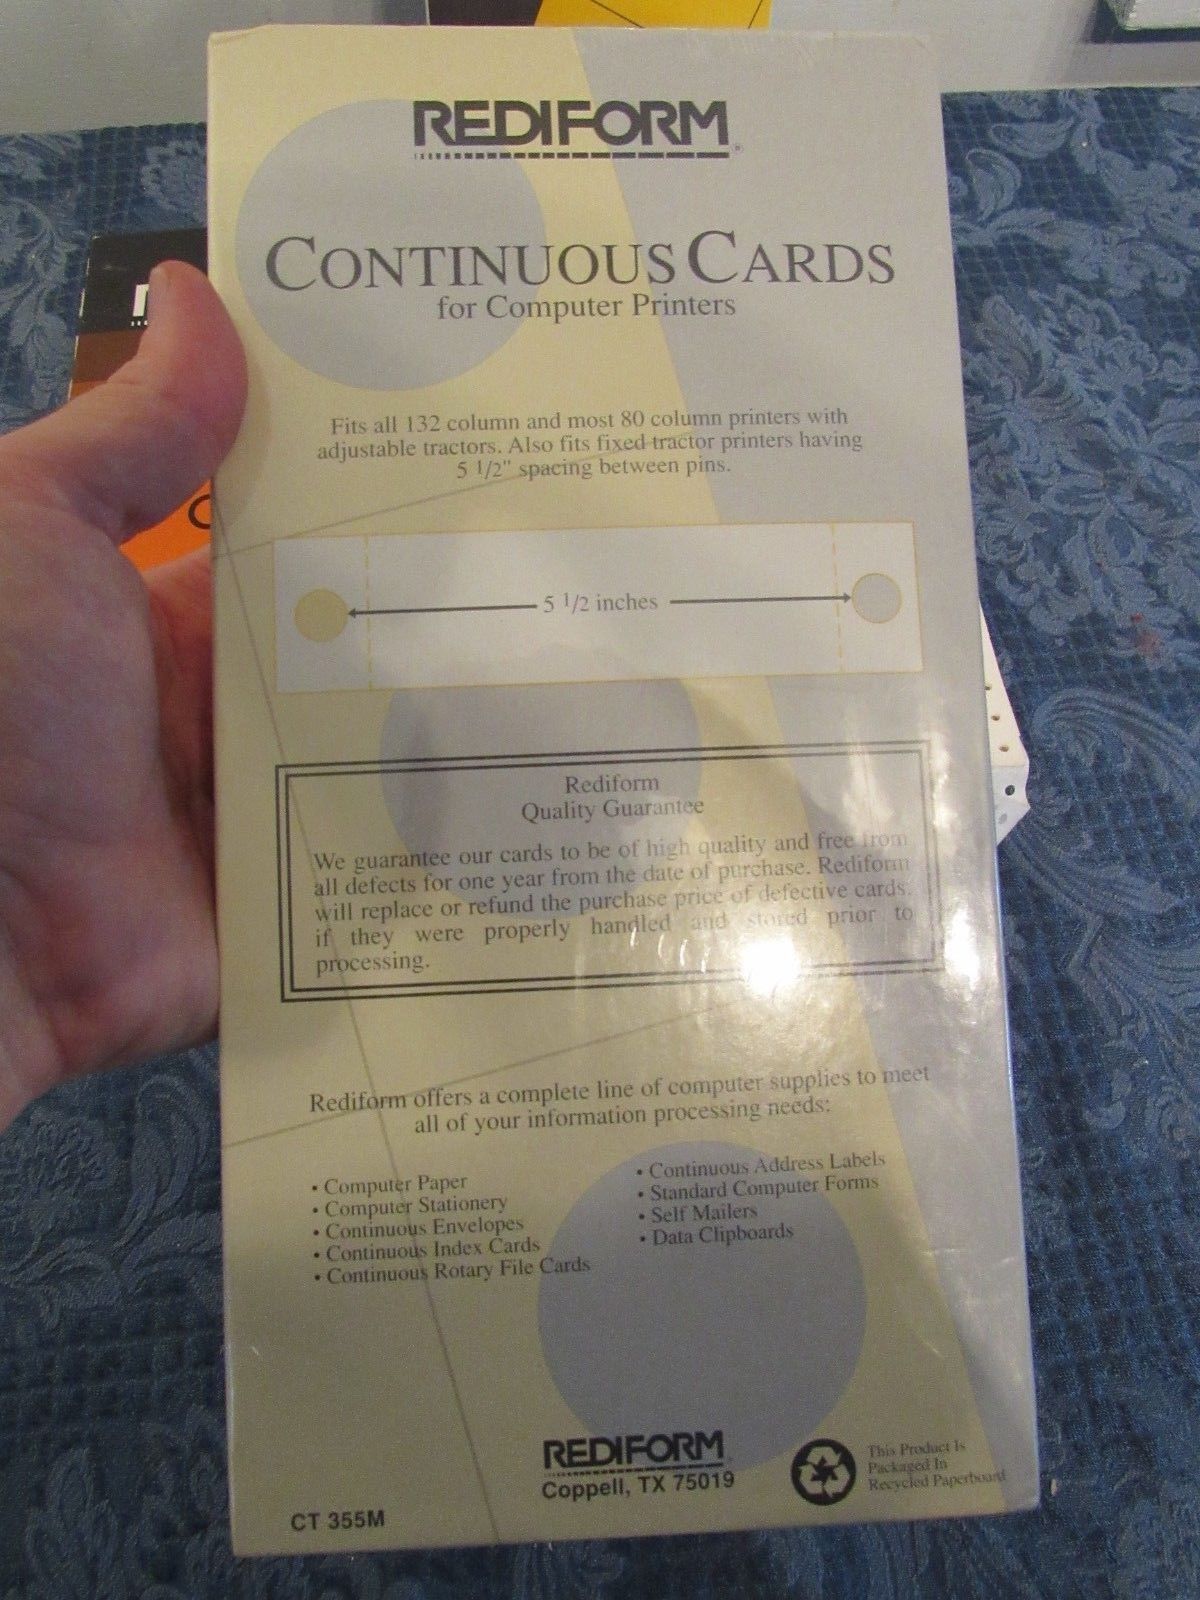 REDIFORM®
CONTINUOUS CARDS
for Computer Printers
Fits all 132 column and most 80 column printers with
adjustable tractors. Also fits fixed tractor printers having
5 1/2" spacing between pins.
5 1/2 inches
Rediform
Quality Guarantee
We guarantee our cards to be of high quality and free from
all defects for one year from the date of purchase. Rediform
will replace or refund the purchase price of defective cards.
if they were properly handled and stored prior to
processing.
Rediform offers a complete line of computer supplies to meet
all of your information processing needs:
• Computer Paper
• Computer Stationery
• Continuous Envelopes
• Continuous Index Cards
• Continuous Rotary File Cards
• Continuous Address Labels
• Standard Computer Forms
• Self Mailers
• Data Clipboards
REDIFORM
Coppell, TX 75019
This Product Is
Packaged In
Recycled Paperboard
CT 355M